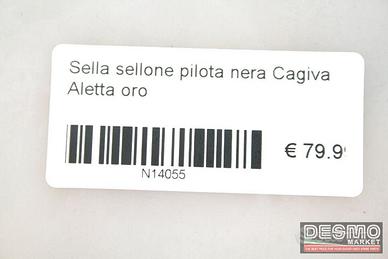 Sella sellone pilota nera Cagiva
Aletta oro
€ 79.9
N14055
DESMO
MARKET